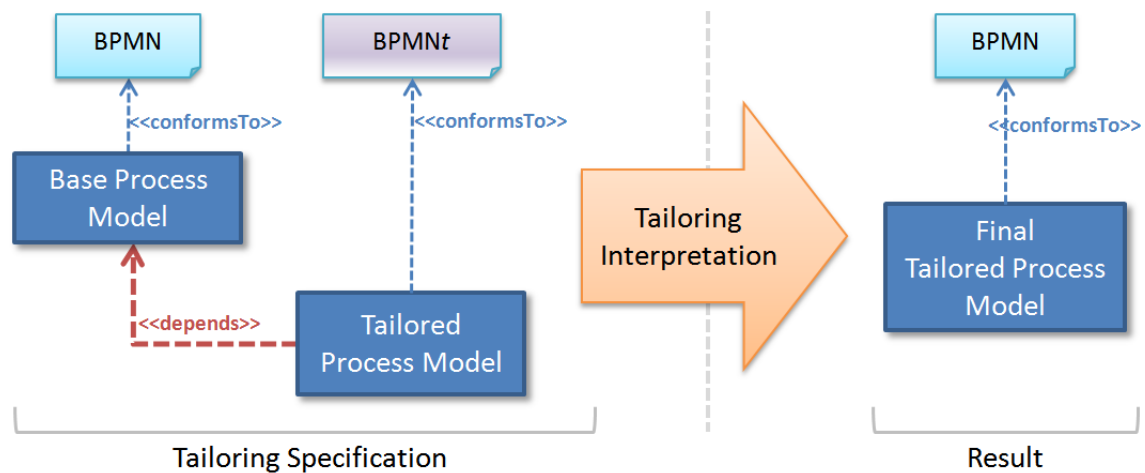 BPMN
BPMNt
BPMN
<<conformsTo>>
<<conformsTo>>
<<conformsTo>>
Base Process
Model
Tailoring
Interpretation
Final
Tailored Process
Model
<<depends>>
Tailored
Process Model
Tailoring Specification
Result